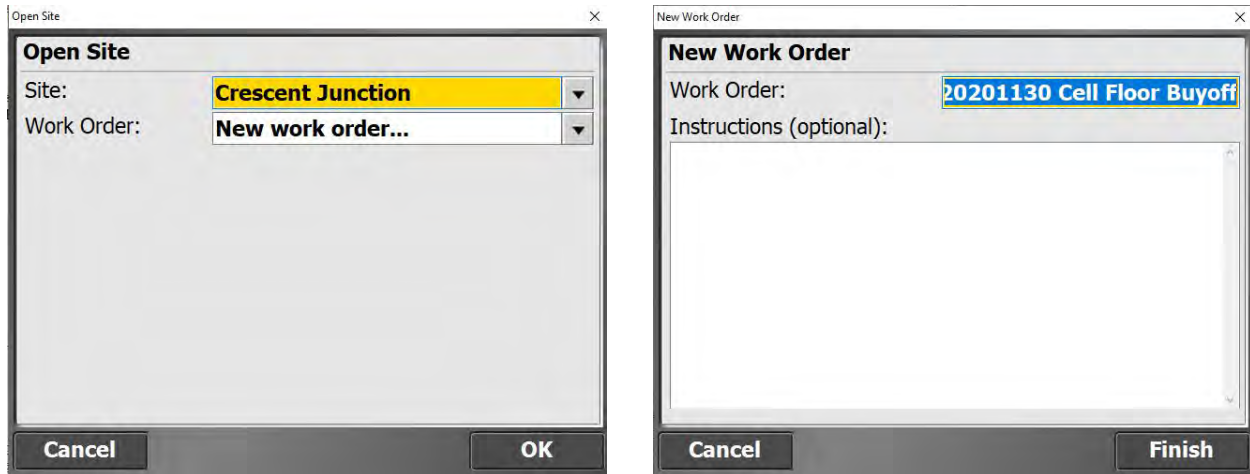 Open Site
Open Site
Site: Crescent Junction
Work Order: New work order...
Cancel OK
New Work Order
New Work Order
Work Order: 20201130 Cell Floor Buyoff
Instructions (optional):
Cancel Finish